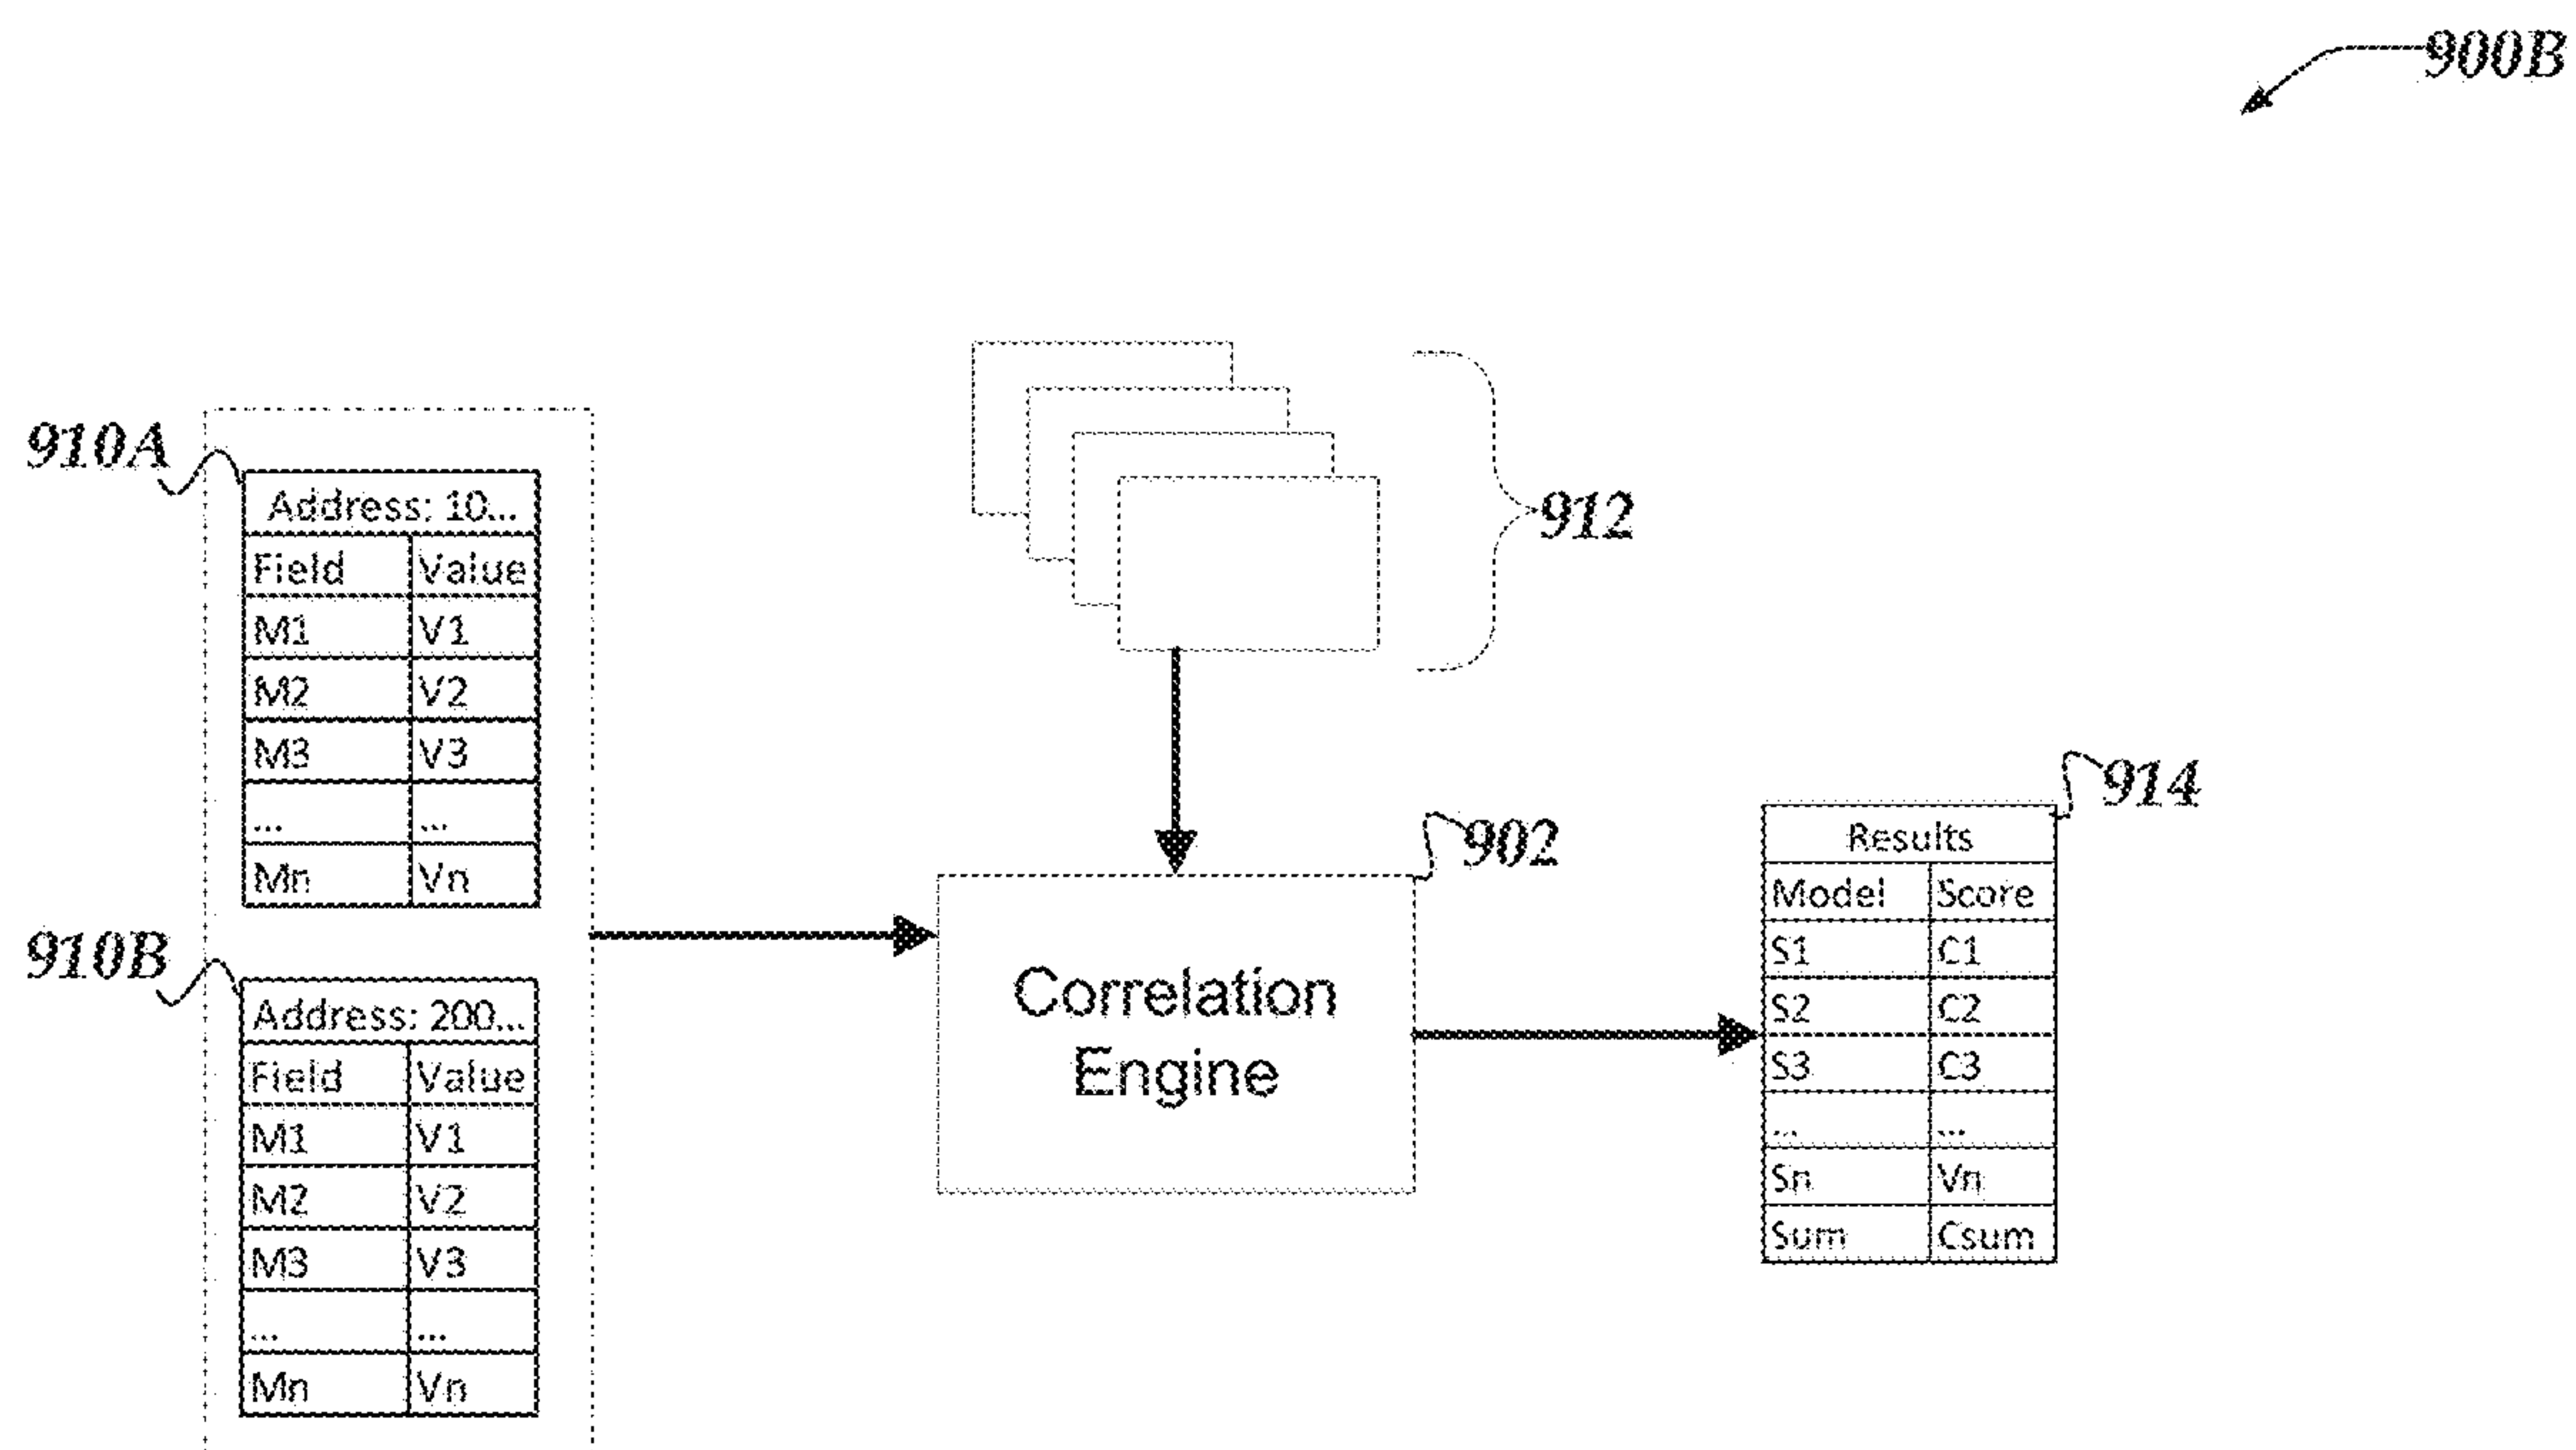 900B
910A
Address: 10...
Field Value
M1 V1
M2 V2
M3 V3
... ...
Mn Vn
910B
Address: 200...
Field Value
M1 V1
M2 V2
M3 V3
... ...
Mn Vn
912
902
Correlation
Engine
914
Results
Model Score
S1 C1
S2 C2
S3 C3
... ...
Sn Vn
Sum Csum